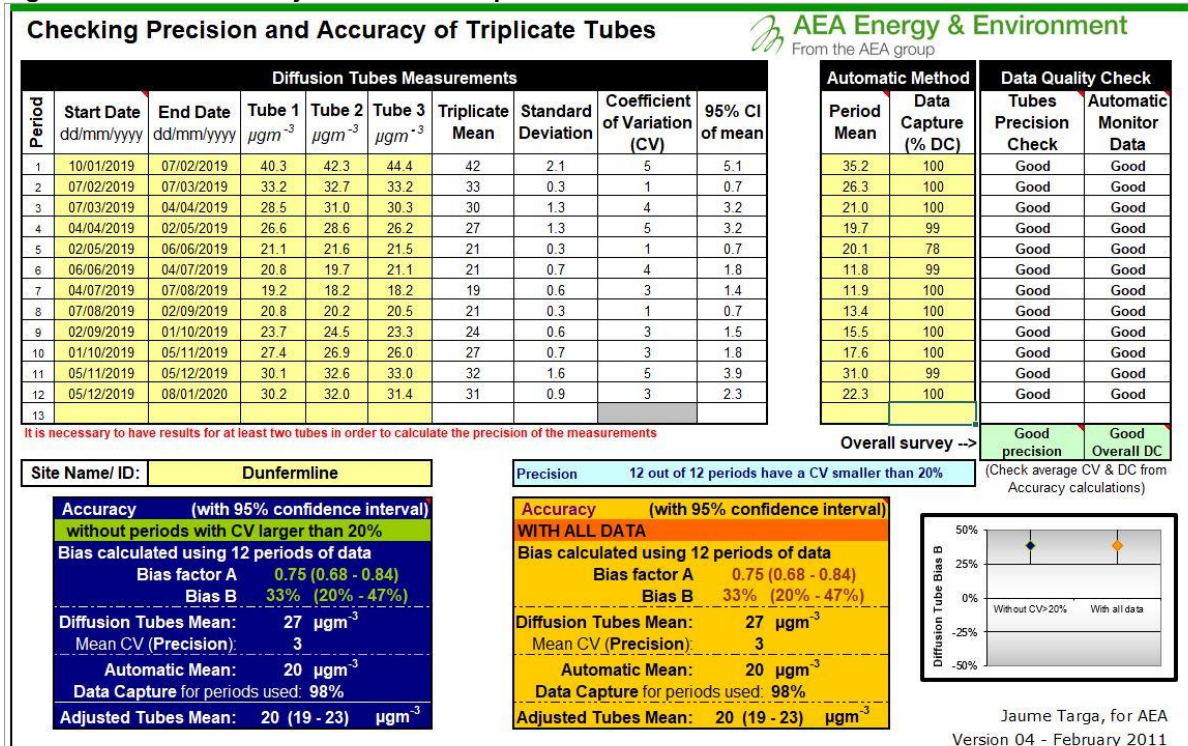 Checking Precision and Accuracy of Triplicate Tubes
AEA Energy & Environment
From the AEA group
Diffusion Tubes Measurements
Period Start Date dd/mm/yyyy End Date dd/mm/yyyy Tube 1 µgm⁻³ Tube 2 µgm⁻³ Tube 3 µgm⁻³ Triplicate Mean Standard Deviation Coefficient of Variation (CV) 95% CI of mean
Automatic Method
Period Mean Data Capture (% DC)
Data Quality Check
Tubes Precision Check Automatic Monitor Data
1 10/01/2019 07/02/2019 40.3 42.3 44.4 42 2.1 5 5.1 35.2 100 Good Good
2 07/02/2019 07/03/2019 33.2 32.7 33.2 33 0.3 1 0.7 26.3 100 Good Good
3 07/03/2019 04/04/2019 28.5 31.0 30.3 30 1.3 4 3.2 21.0 100 Good Good
4 04/04/2019 02/05/2019 26.6 28.6 26.2 27 1.3 5 3.2 19.7 99 Good Good
5 02/05/2019 06/06/2019 21.1 21.6 21.5 21 0.3 1 0.7 20.1 78 Good Good
6 06/06/2019 04/07/2019 20.8 19.7 21.1 21 0.7 4 1.8 11.8 99 Good Good
7 04/07/2019 07/08/2019 19.2 18.2 18.2 19 0.6 3 1.4 11.9 100 Good Good
8 07/08/2019 02/09/2019 20.8 20.2 20.5 21 0.3 1 0.7 13.4 100 Good Good
9 02/09/2019 01/10/2019 23.7 24.5 23.3 24 0.6 3 1.5 15.5 100 Good Good
10 01/10/2019 05/11/2019 27.4 26.9 26.0 27 0.7 3 1.8 17.6 100 Good Good
11 05/11/2019 05/12/2019 30.1 32.6 33.0 32 1.6 5 3.9 31.0 99 Good Good
12 05/12/2019 08/01/2020 30.2 32.0 31.4 31 0.9 3 2.3 22.3 100 Good Good
13
It is necessary to have results for at least two tubes in order to calculate the precision of the measurements
Overall survey -->
Good precision
Good Overall DC
(Check average CV & DC from Accuracy calculations)
Site Name/ ID: Dunfermline
Precision 12 out of 12 periods have a CV smaller than 20%
Accuracy (with 95% confidence interval)
without periods with CV larger than 20%
Bias calculated using 12 periods of data
Bias factor A 0.75 (0.68 - 0.84)
Bias B 33% (20% - 47%)
Diffusion Tubes Mean: 27 µgm⁻³
Mean CV (Precision): 3
Automatic Mean: 20 µgm⁻³
Data Capture for periods used: 98%
Adjusted Tubes Mean: 20 (19 - 23) µgm⁻³
Accuracy (with 95% confidence interval)
WITH ALL DATA
Bias calculated using 12 periods of data
Bias factor A 0.75 (0.68 - 0.84)
Bias B 33% (20% - 47%)
Diffusion Tubes Mean: 27 µgm⁻³
Mean CV (Precision): 3
Automatic Mean: 20 µgm⁻³
Data Capture for periods used: 98%
Adjusted Tubes Mean: 20 (19 - 23) µgm⁻³
Diffusion Tube Bias B
50%
25%
0%
-25%
-50%
Without CV>20% With all data
Jaume Targa, for AEA
Version 04 - February 2011